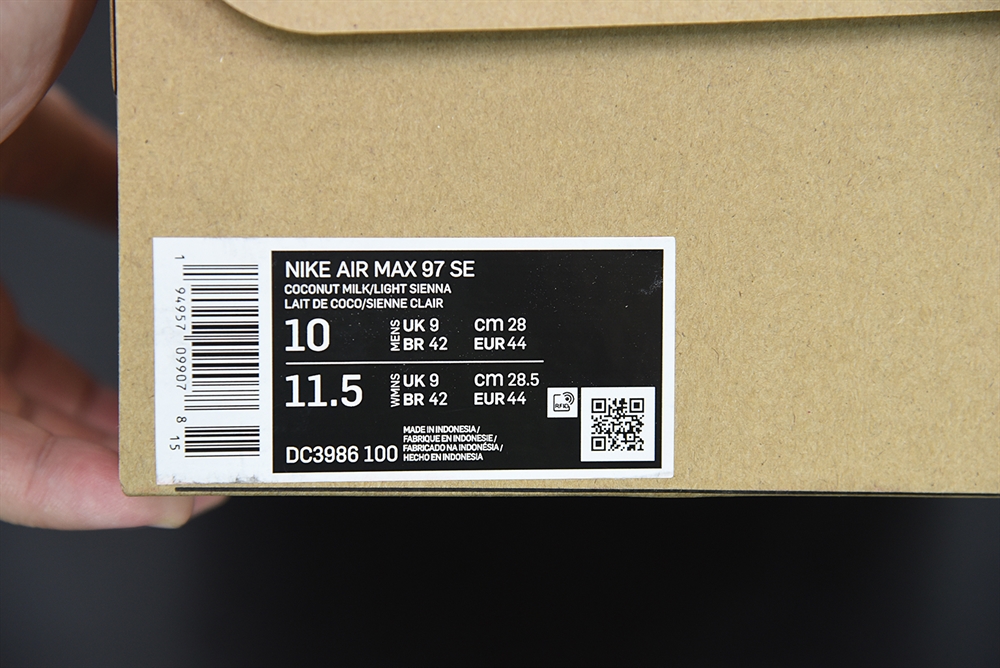 NIKE AIR MAX 97 SE
COCONUT MILK/LIGHT SIENNA
LAIT DE COCO/SIENNE CLAIR
10 MENS UK 9 cm 28
BR 42 EUR 44
11.5 WMNS UK 9 cm 28.5
BR 42 EUR 44
RFID
DC3986 100
MADE IN INDONESIA/
FABRIQUE EN INDONESIE/
FABRICADO NA INDONÉSIA/
HECHO EN INDONESIA
1 94957 09907 8 15